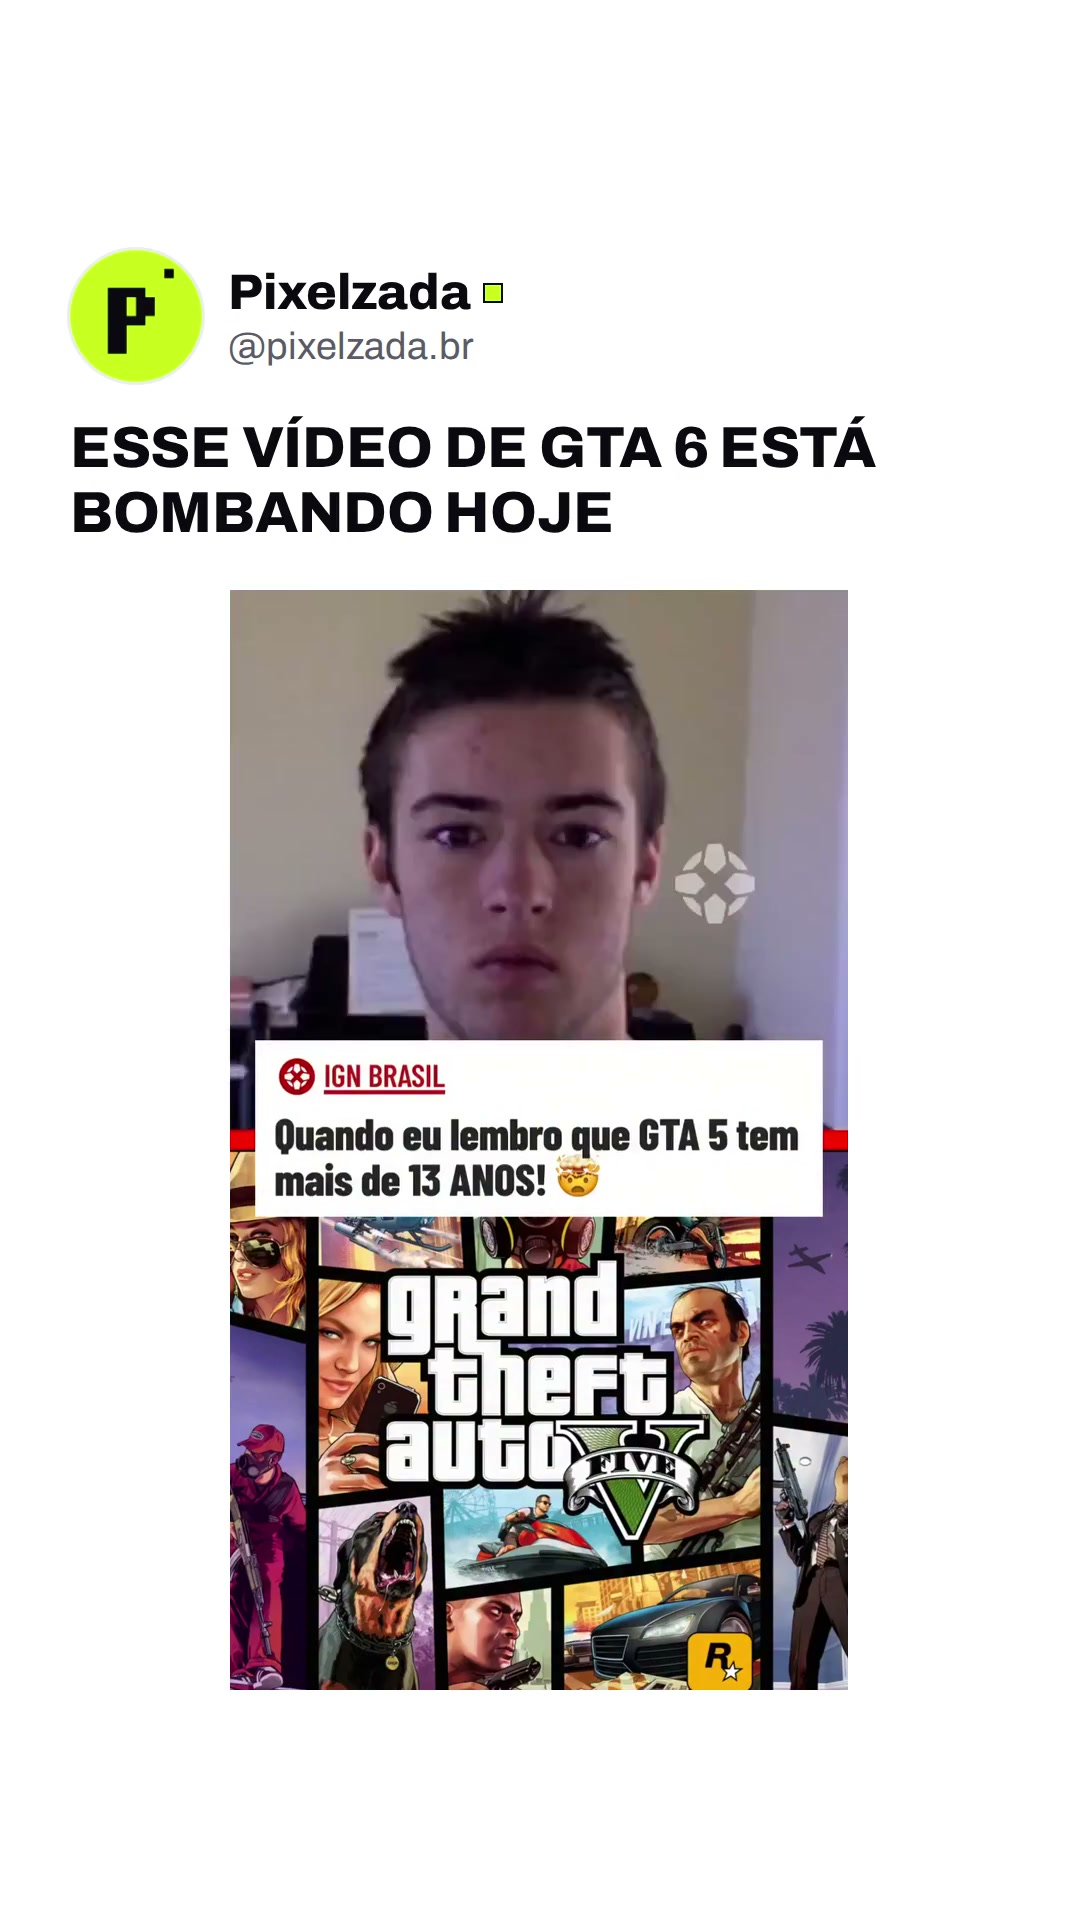 Pixelzada
@pixelzada.br
ESSE VÍDEO DE GTA 6 ESTÁ
BOMBANDO HOJE
IGN BRASIL
Quando eu lembro que GTA 5 tem
mais de 13 ANOS! 🤯
grand
theft
auto V
FIVE
R